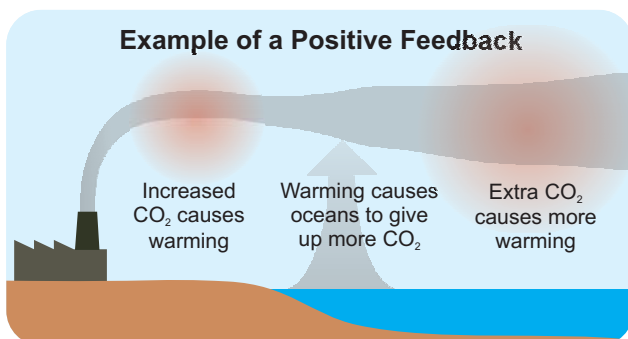 Example of a Positive Feedback
Increased
CO₂ causes
warming
Warming causes
oceans to give
up more CO₂
Extra CO₂
causes more
warming